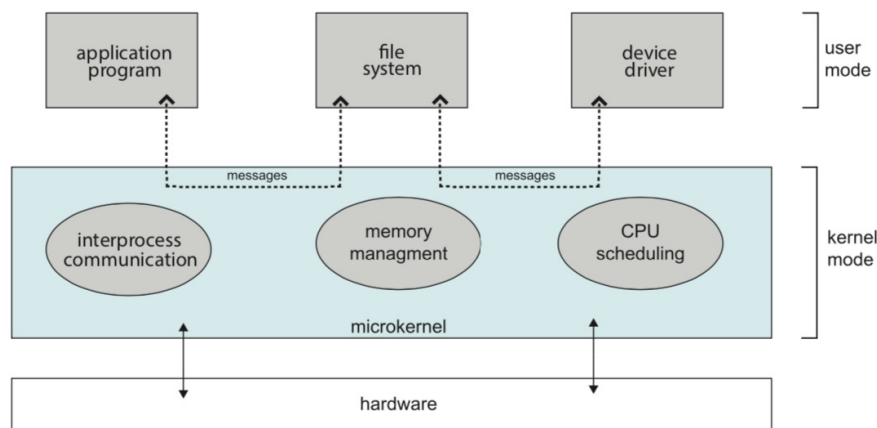 application
program
file
system
device
driver
user
mode
messages
messages
interprocess
communication
memory
managment
CPU
scheduling
kernel
mode
microkernel
hardware